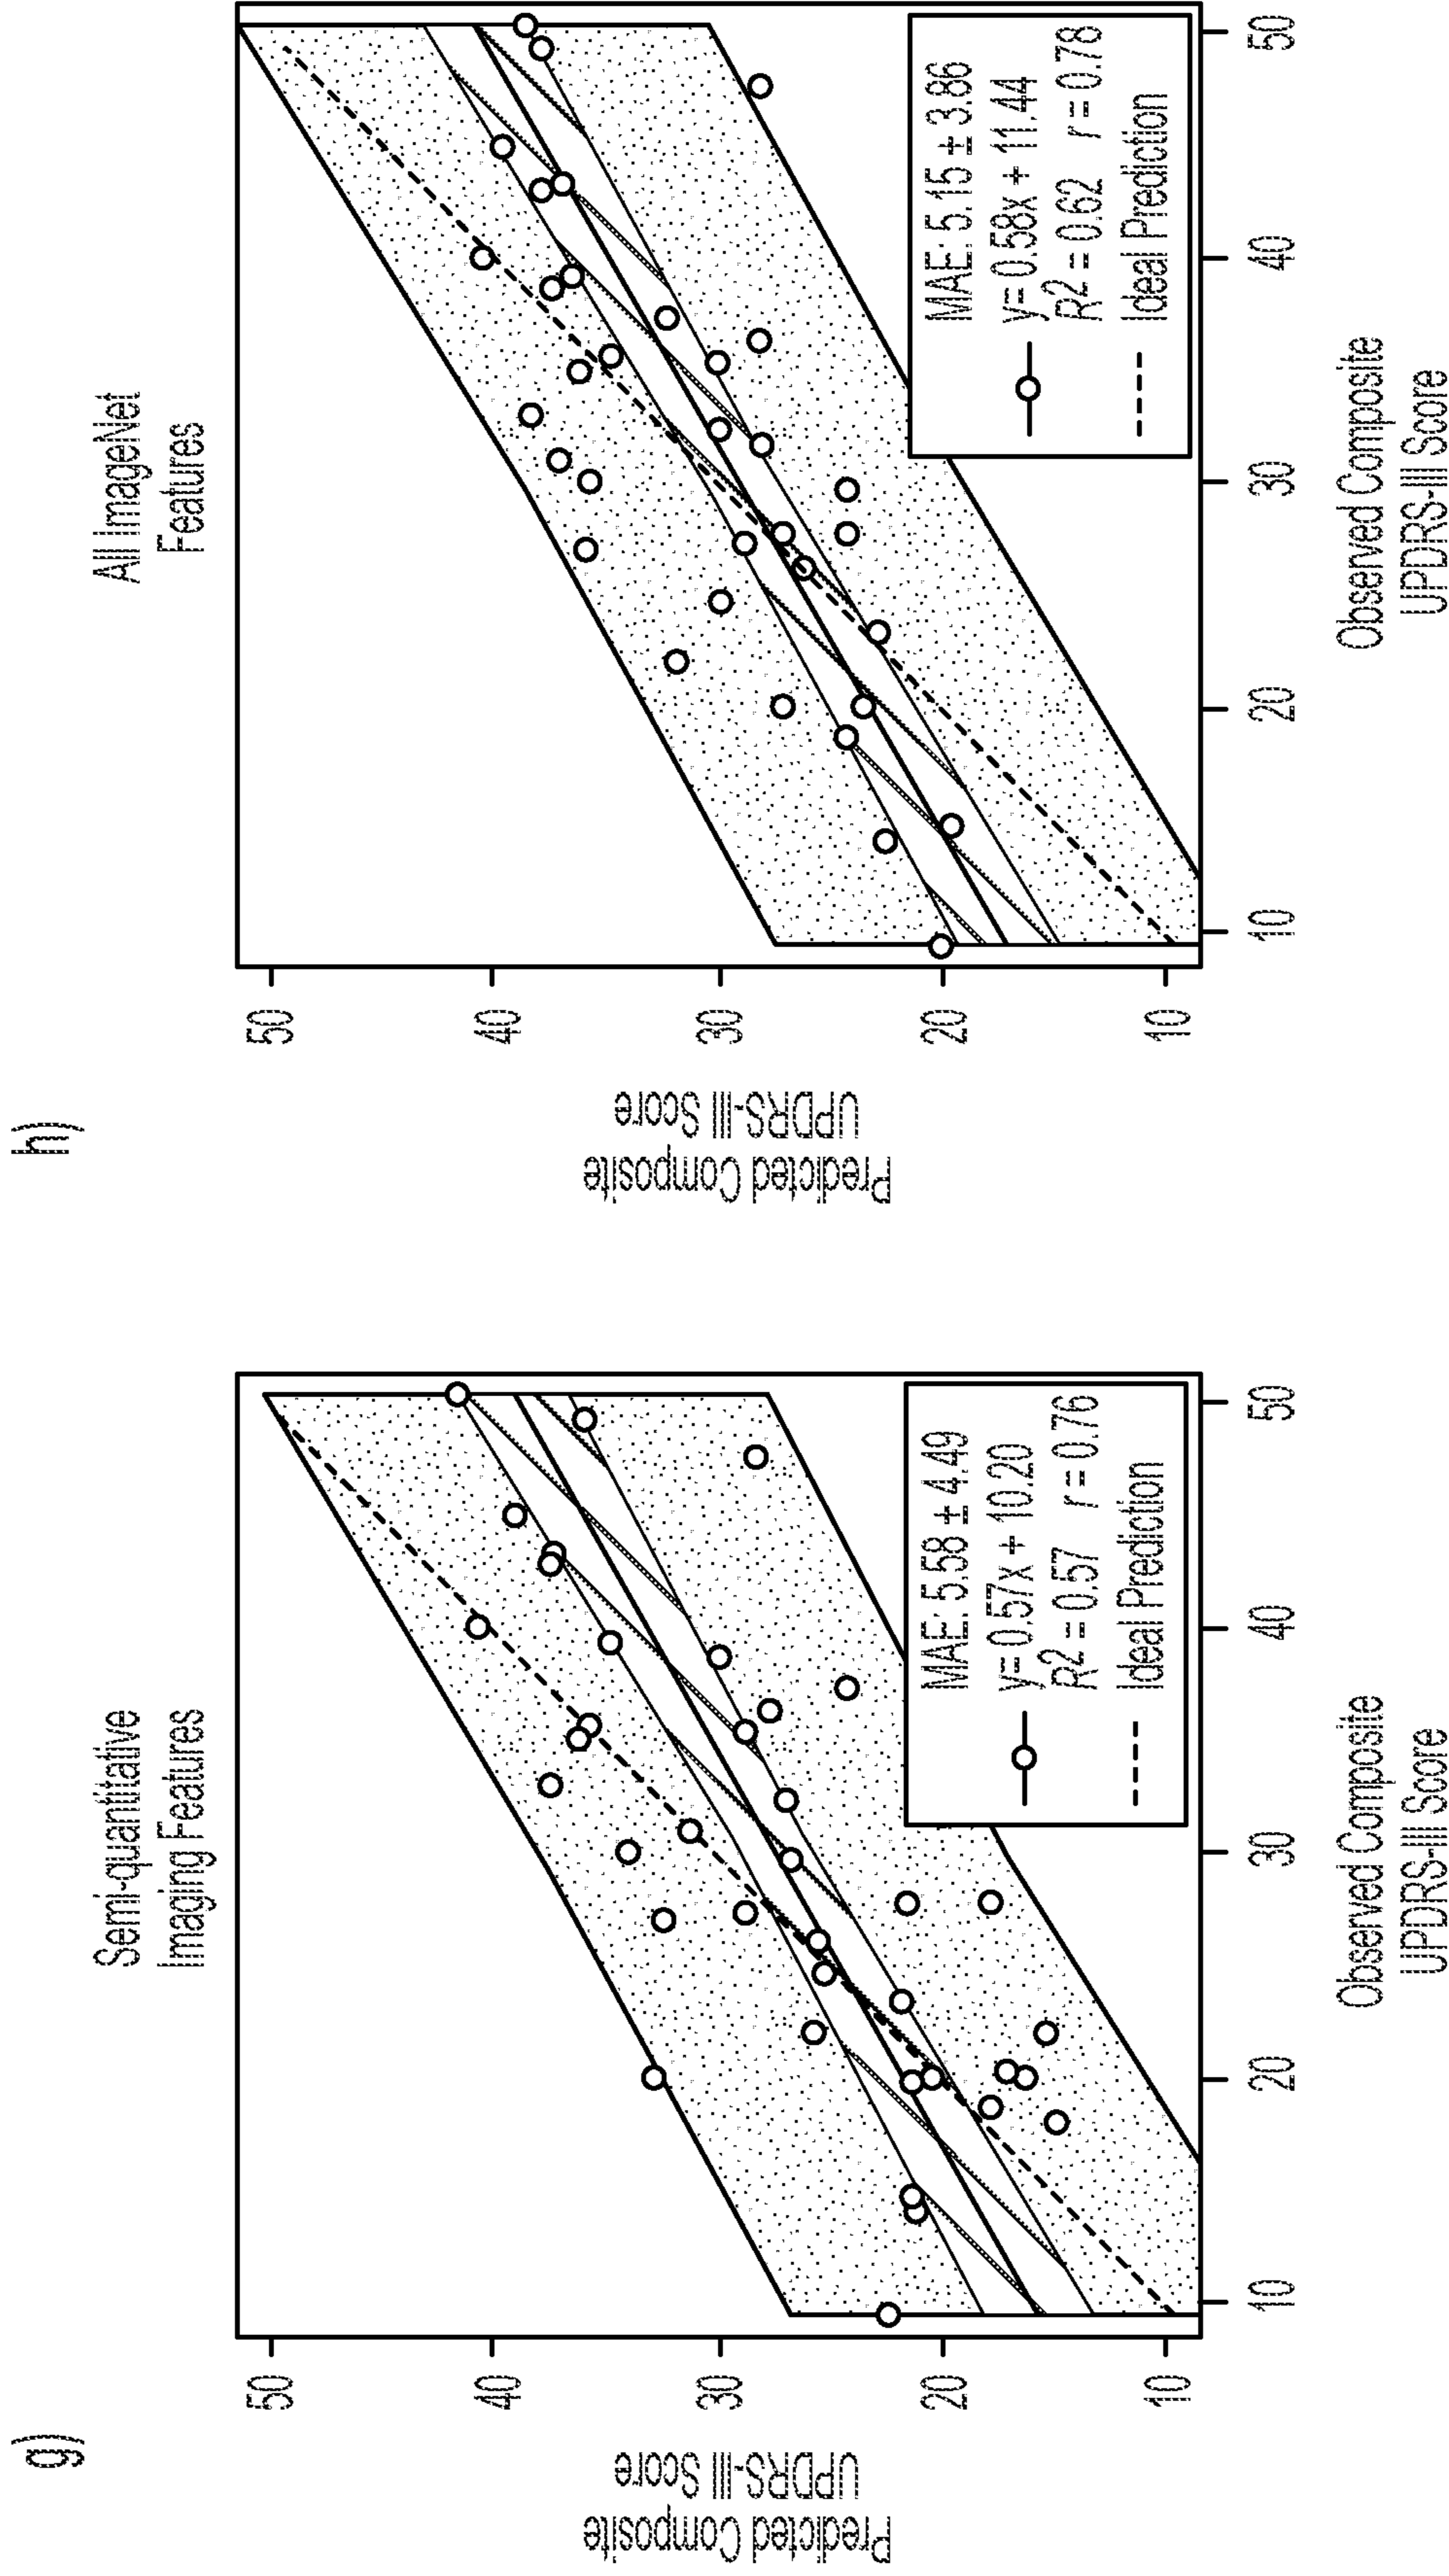 g)
Semi-quantitative
Imaging Features
Predicted Composite
UPDRS-III Score
50
40
30
20
10
MAE: 5.58 ± 4.49
y= 0.57x + 10.20
R2 = 0.57 r = 0.76
Ideal Prediction
10
20
30
40
50
Observed Composite
UPDRS-III Score
h)
All ImageNet
Features
Predicted Composite
UPDRS-III Score
50
40
30
20
10
MAE: 5.15 ± 3.86
y= 0.58x + 11.44
R2 = 0.62 r = 0.78
Ideal Prediction
10
20
30
40
50
Observed Composite
UPDRS-III Score